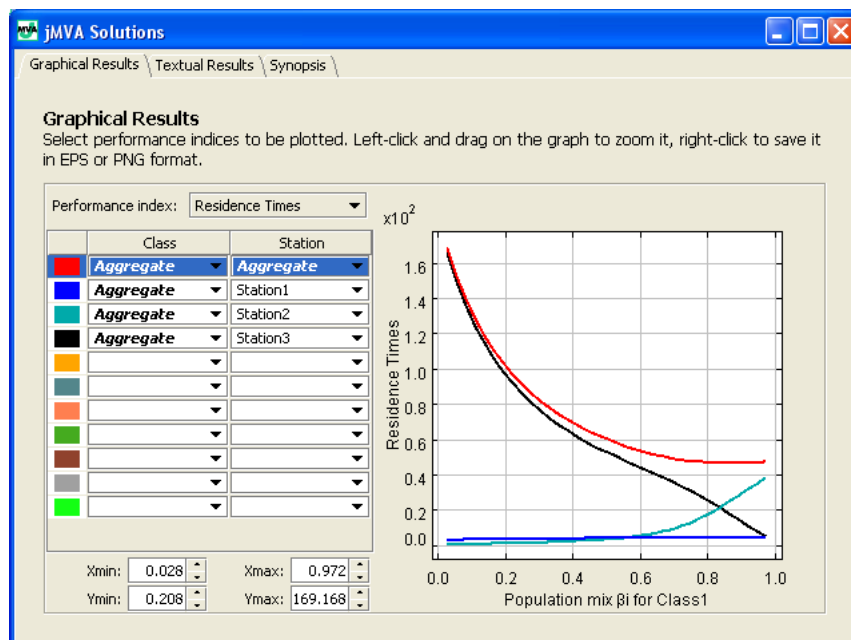 jMVA Solutions
Graphical Results \ Textual Results \ Synopsis \
Graphical Results
Select performance indices to be plotted. Left-click and drag on the graph to zoom it, right-click to save it
in EPS or PNG format.
Performance index: Residence Times
Class Station
Aggregate Aggregate
Aggregate Station1
Aggregate Station2
Aggregate Station3
Xmin: 0.028 Xmax: 0.972
Ymin: 0.208 Ymax: 169.168
x10²
Residence Times
1.6
1.4
1.2
1.0
0.8
0.6
0.4
0.2
0.0
0.0 0.2 0.4 0.6 0.8 1.0
Population mix βi for Class1